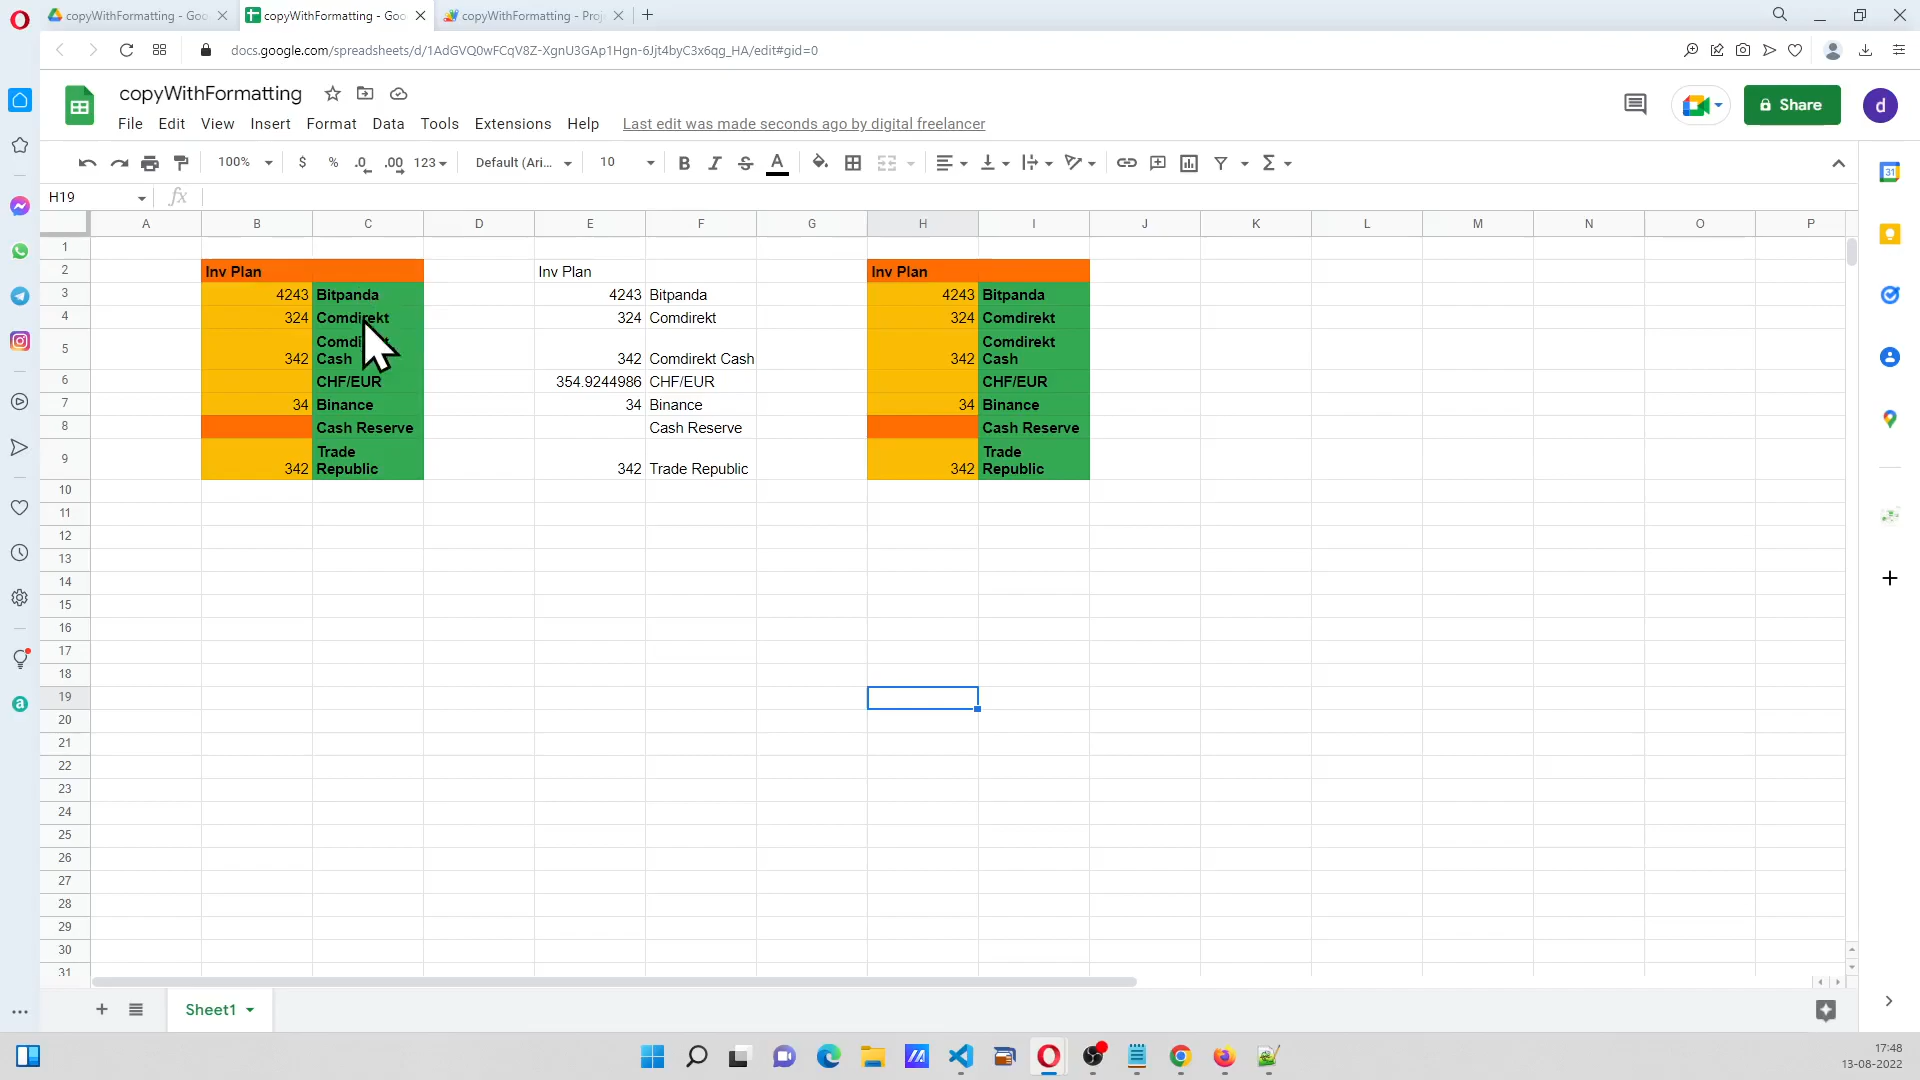 copyWithFormatting - Goo
copyWithFormatting - Goo
copyWithFormatting - Proj
docs.google.com/spreadsheets/d/1AdGVQ0wFCqV8Z-XgnU3GAp1Hgn-6Jjt4byC3x6qg_HA/edit#gid=0
copyWithFormatting
File Edit View Insert Format Data Tools Extensions Help Last edit was made seconds ago by digital freelancer
Share
d
100% $ % .0 .00 123 Default (Ari... 10 B I S A
H19 fx
A B C D E F G H I J K L M N O P
1
2 Inv Plan Inv Plan Inv Plan
3 4243 Bitpanda 4243 Bitpanda 4243 Bitpanda
4 324 Comdirekt 324 Comdirekt 324 Comdirekt
5 342 Cash 342 Comdirekt Cash 342 Comdirekt Cash
6 CHF/EUR 354.9244986 CHF/EUR CHF/EUR
7 34 Binance 34 Binance 34 Binance
8 Cash Reserve Cash Reserve Cash Reserve
9 342 Trade Republic 342 Trade Republic 342 Trade Republic
10
11
12
13
14
15
16
17
18
19
20
21
22
23
24
25
26
27
28
29
30
31
Sheet1
17:48
13-08-2022